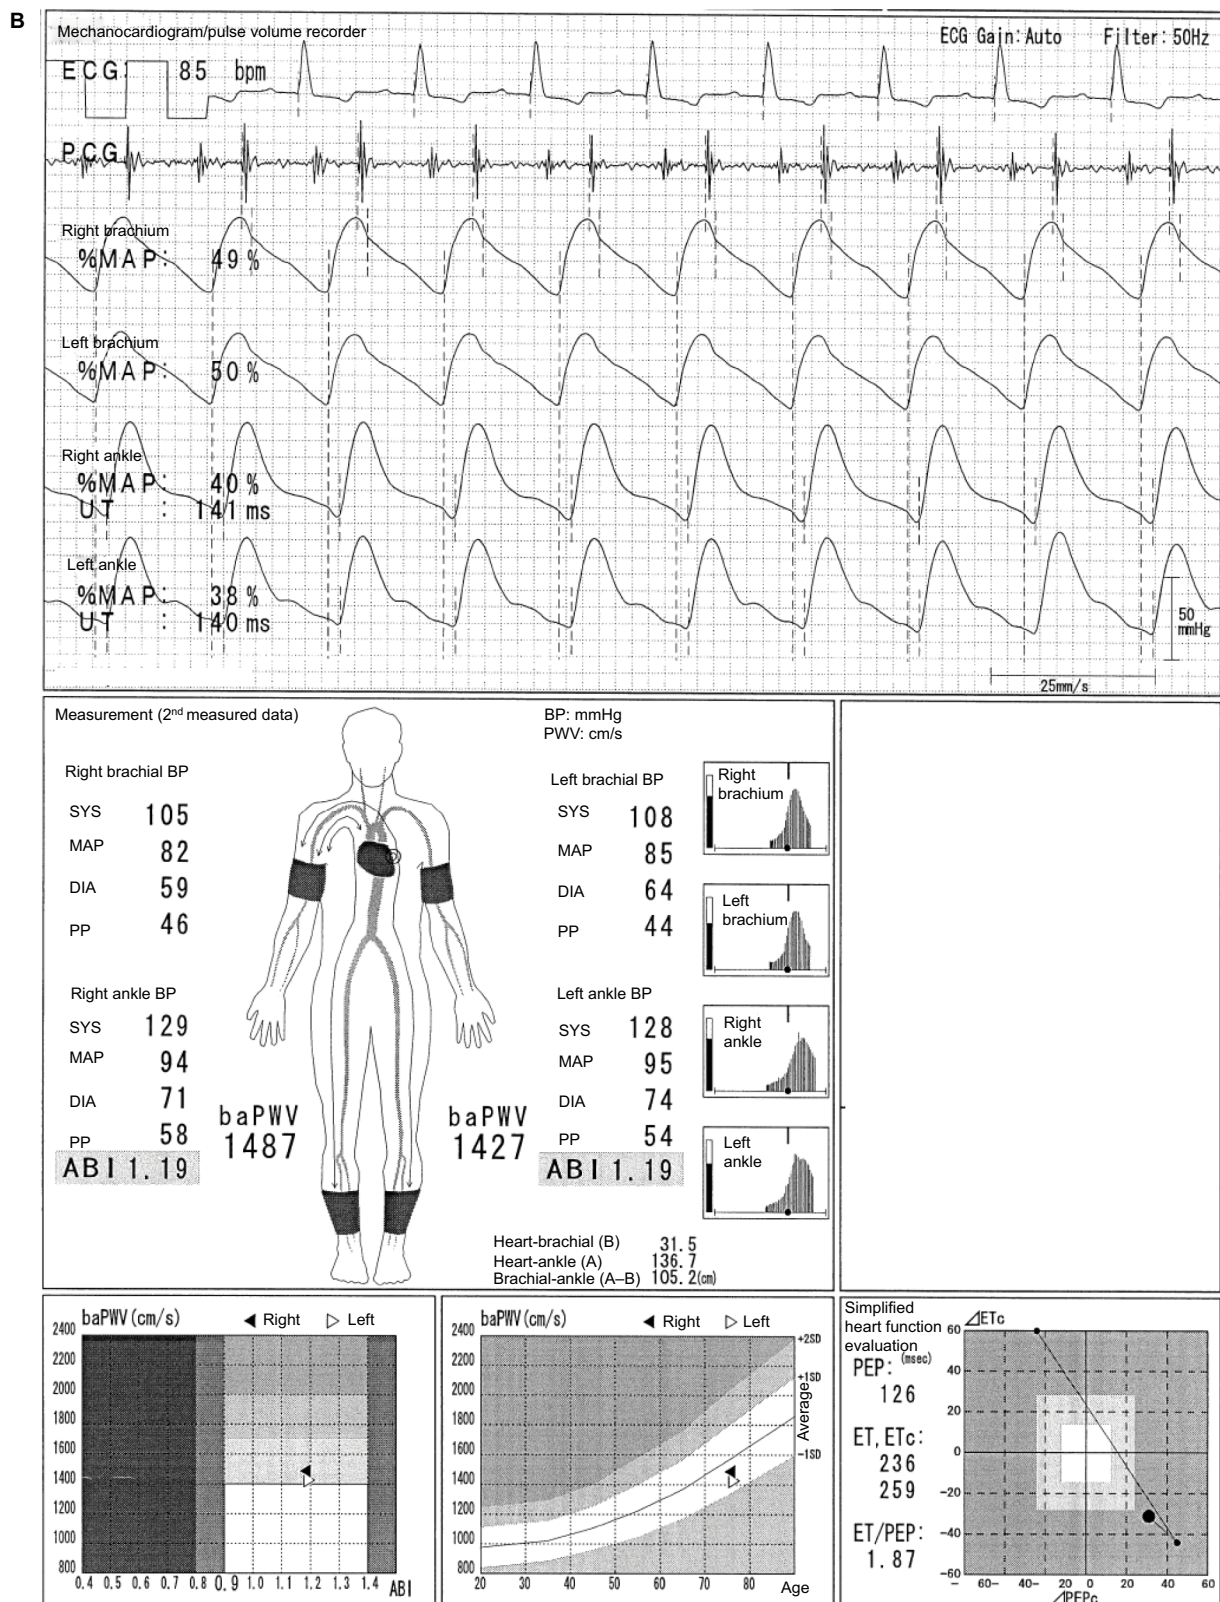 B
Mechanocardiogram/pulse volume recorder
ECG Gain:Auto Filter:50Hz
ECG: 85 bpm
PCG
Right brachium
%MAP: 49%
Left brachium
%MAP: 50%
Right ankle
%MAP: 40%
UT : 141 ms
Left ankle
%MAP: 38%
UT : 140 ms
50
mmHg
25mm/s
Measurement (2nd measured data)
BP: mmHg
PWV: cm/s
Right brachial BP
SYS 105
MAP 82
DIA 59
PP 46
Left brachial BP
SYS 108
MAP 85
DIA 64
PP 44
Right ankle BP
SYS 129
MAP 94
DIA 71
PP 58
ABI 1.19
baPWV
1487
baPWV
1427
Left ankle BP
SYS 128
MAP 95
DIA 74
PP 54
ABI 1.19
Right
brachium
Left
brachium
Right
ankle
Left
ankle
Heart-brachial (B) 31.5
Heart-ankle (A) 136.7
Brachial-ankle (A–B) 105.2(cm)
baPWV(cm/s) ◀ Right ▷ Left
2400
2200
2000
1800
1600
1400
1200
1000
800
0.4 0.5 0.6 0.7 0.8 0.9 1.0 1.1 1.2 1.3 1.4 ABI
baPWV(cm/s) ◀ Right ▷ Left
2400
2200
2000
1800
1600
1400
1200
1000
800
20 30 40 50 60 70 80 Age
+2SD
+1SD
Average
-1SD
Simplified
heart function
evaluation
(msec)
PEP:
126
ET, ETc:
236
259
ET/PEP:
1.87
⊿ETc
60
40
20
0
-20
-40
-60
- 60- 40- 20 0 20 40 60
⊿PEPc